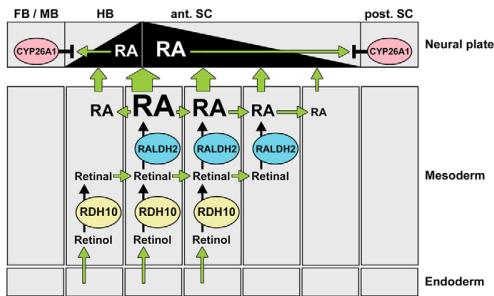 FB / MB HB ant. SC post. SC
CYP26A1 RA RA CYP26A1 Neural plate
RA RA RA RA RA
RALDH2 RALDH2 RALDH2
Retinal Retinal Retinal Retinal Mesoderm
RDH10 RDH10 RDH10
Retinol Retinol Retinol
Endoderm